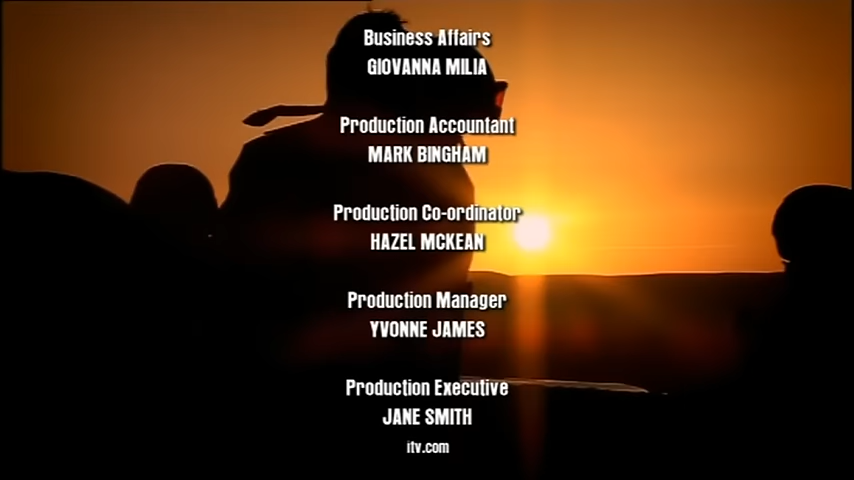 Business Affairs
GIOVANNA MILIA
Production Accountant
MARK BINGHAM
Production Co-ordinator
HAZEL MCKEAN
Production Manager
YVONNE JAMES
Production Executive
JANE SMITH
itv.com